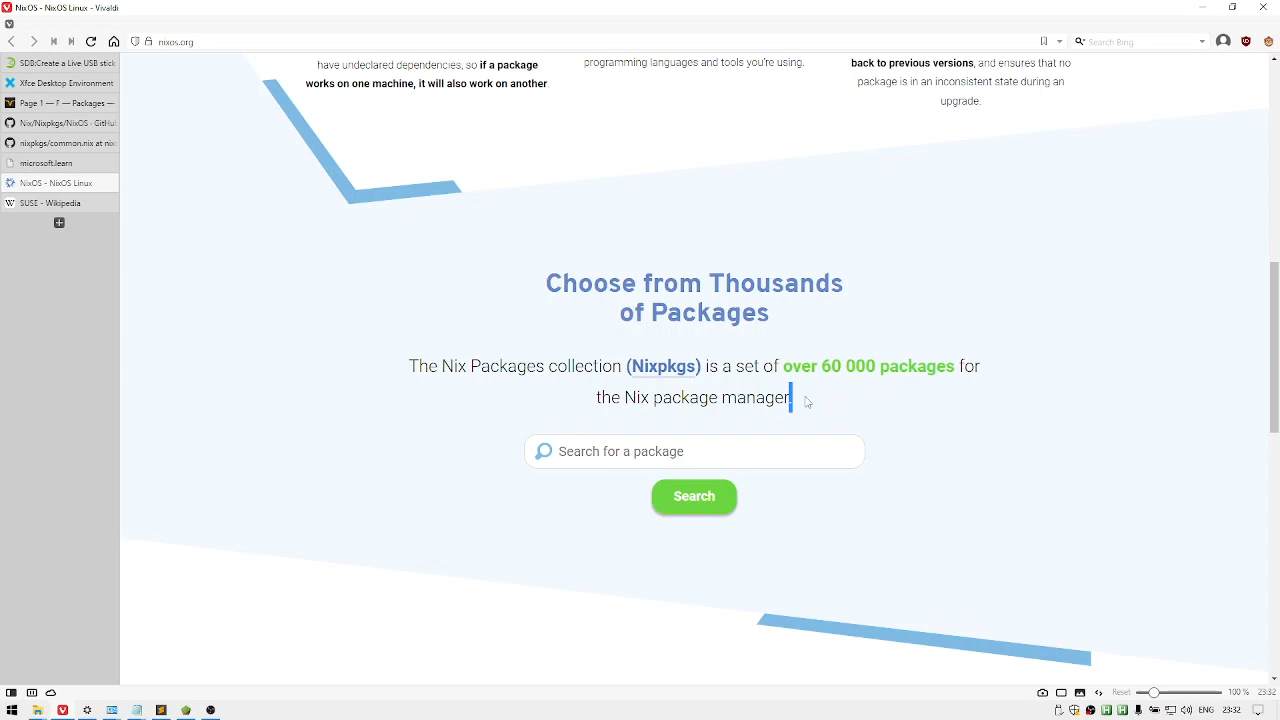 NixOS - NixOS Linux - Vivaldi
nixos.org
Search Bing
SDB:Create a Live USB stick
Xfce Desktop Environment
Page 1 — F — Packages —
Nix/Nixpkgs/NixOS · GitHub
nixpkgs/common.nix at nixo
microsoft.learn
NixOS - NixOS Linux
SUSE - Wikipedia
have undeclared dependencies, so if a package
works on one machine, it will also work on another
programming languages and tools you're using.
back to previous versions, and ensures that no
package is in an inconsistent state during an
upgrade.
Choose from Thousands
of Packages
The Nix Packages collection (Nixpkgs) is a set of over 60 000 packages for
the Nix package manager.
Search for a package
Search
Reset
100 %
23:32
ENG
23:32